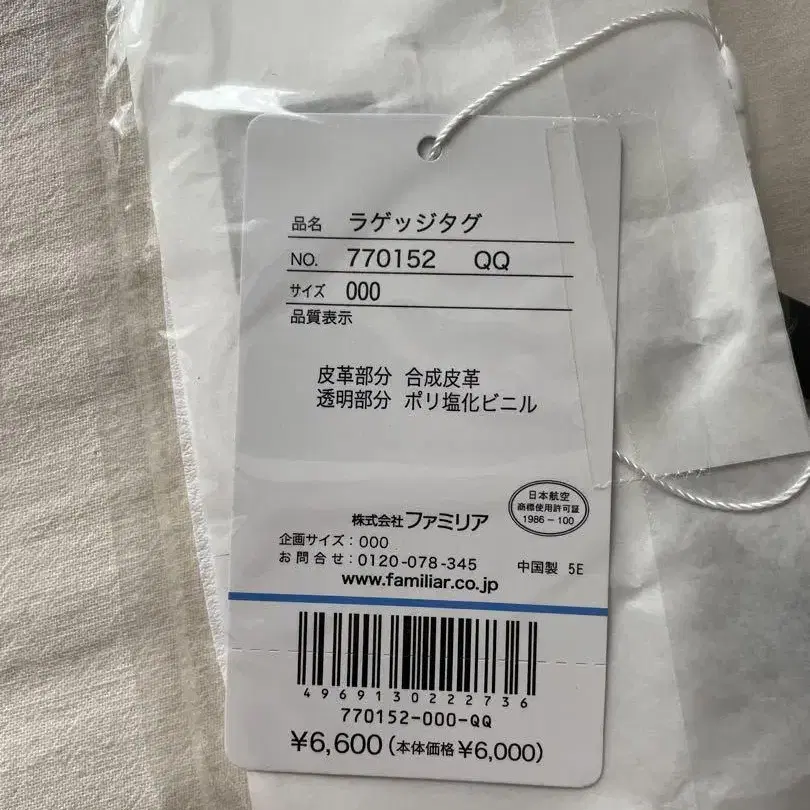 品名 ラゲッジタグ
NO. 770152 QQ
サイズ 000
品質表示
皮革部分 合成皮革
透明部分 ポリ塩化ビニル
日本航空
商標使用許可証
1986-100
株式会社 ファミリア
企画サイズ:000
お問合せ:0120-078-345
中国製 5E
www.familiar.co.jp
4969130222736
770152-000-QQ
¥6,600(本体価格¥6,000)